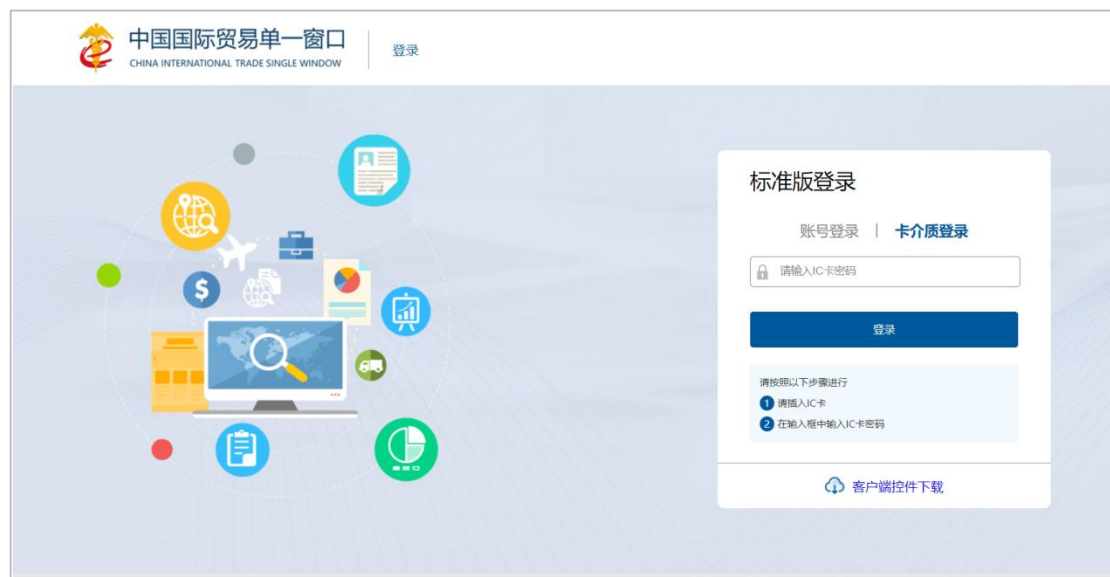 中国国际贸易单一窗口
CHINA INTERNATIONAL TRADE SINGLE WINDOW
登录
标准版登录
账号登录 | 卡介质登录
请输入IC卡密码
登录
请按照以下步骤进行
1 请插入IC卡
2 在输入框中输入IC卡密码
客户端控件下载